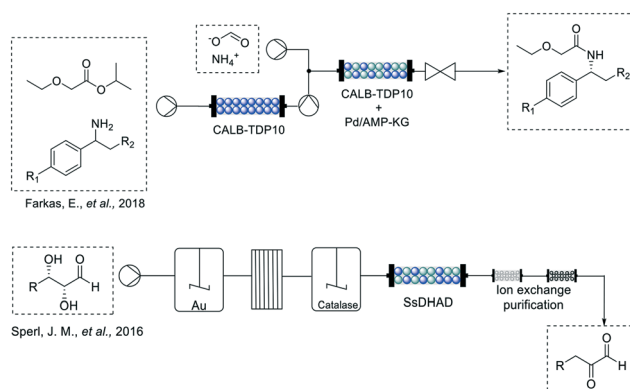 O
O
O
NH2
R2
R1
Farkas, E., et al., 2018
-O
O
NH4+
CALB-TDP10
CALB-TDP10
+
Pd/AMP-KG
O
O
NH
R2
R1
OH
O
R
H
OH
Sperl, J. M., et al., 2016
Au
Catalase
SsDHAD
Ion exchange
purification
O
R
H
O